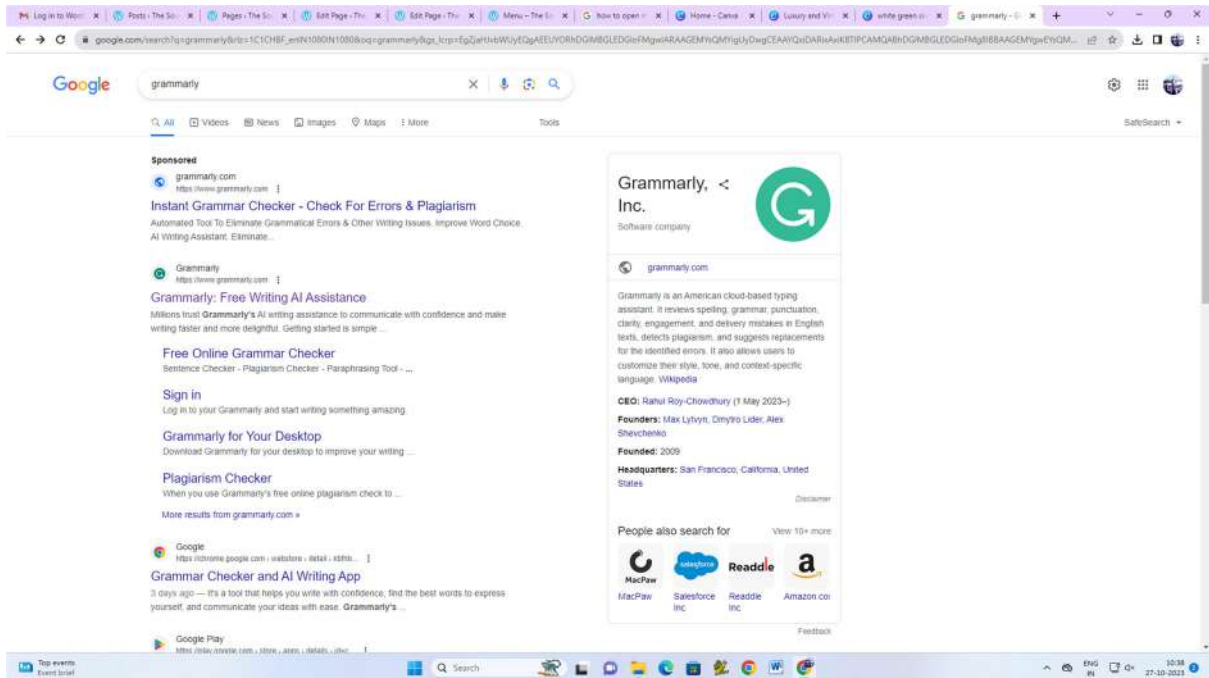 Log in to Word
Posts - The So
Pages - The So
Edit Page - The
Edit Page - The
Menu - The
how to open
Home - Canva
Luxury and
white green
grammarly - G
google.com/search?q=grammarly
Google
grammarly
All
Videos
News
Images
Maps
More
Tools
SafeSearch
Sponsored
grammarly.com
https://www.grammarly.com
Instant Grammar Checker - Check For Errors & Plagiarism
Automated Tool To Eliminate Grammatical Errors & Other Writing Issues. Improve Word Choice.
AI Writing Assistant. Eliminate...
Grammarly
https://www.grammarly.com
Grammarly: Free Writing AI Assistance
Millions trust Grammarly's AI writing assistance to communicate with confidence and make
writing faster and more delightful. Getting started is simple ...
Free Online Grammar Checker
Sentence Checker - Plagiarism Checker - Paraphrasing Tool - ...
Sign in
Log in to your Grammarly and start writing something amazing.
Grammarly for Your Desktop
Download Grammarly for your desktop to improve your writing ...
Plagiarism Checker
When you use Grammarly's free online plagiarism check to ...
More results from grammarly.com »
Google
https://chrome.google.com › webstore › detail
Grammar Checker and AI Writing App
3 days ago — It's a tool that helps you write with confidence, find the best words to express
yourself, and communicate your ideas with ease. Grammarly's ...
Google Play
https://play.google.com › store › apps › details
Grammarly,
Inc.
Software company
grammarly.com
Grammarly is an American cloud-based typing
assistant. It reviews spelling, grammar, punctuation,
clarity, engagement, and delivery mistakes in English
texts, detects plagiarism, and suggests replacements
for the identified errors. It also allows users to
customize their style, tone, and context-specific
language. Wikipedia
CEO: Rahul Roy-Chowdhury (1 May 2023–)
Founders: Max Lytvyn, Dmytro Lider, Alex
Shevchenko
Founded: 2009
Headquarters: San Francisco, California, United
States
Disclaimer
People also search for
View 10+ more
MacPaw
salesforce
Readdle
a
MacPaw
Salesforce
Inc
Readdle
Inc
Amazon.co
Feedback
Top events
Event brief
Search
ENG
IN
10:38
27-10-2023